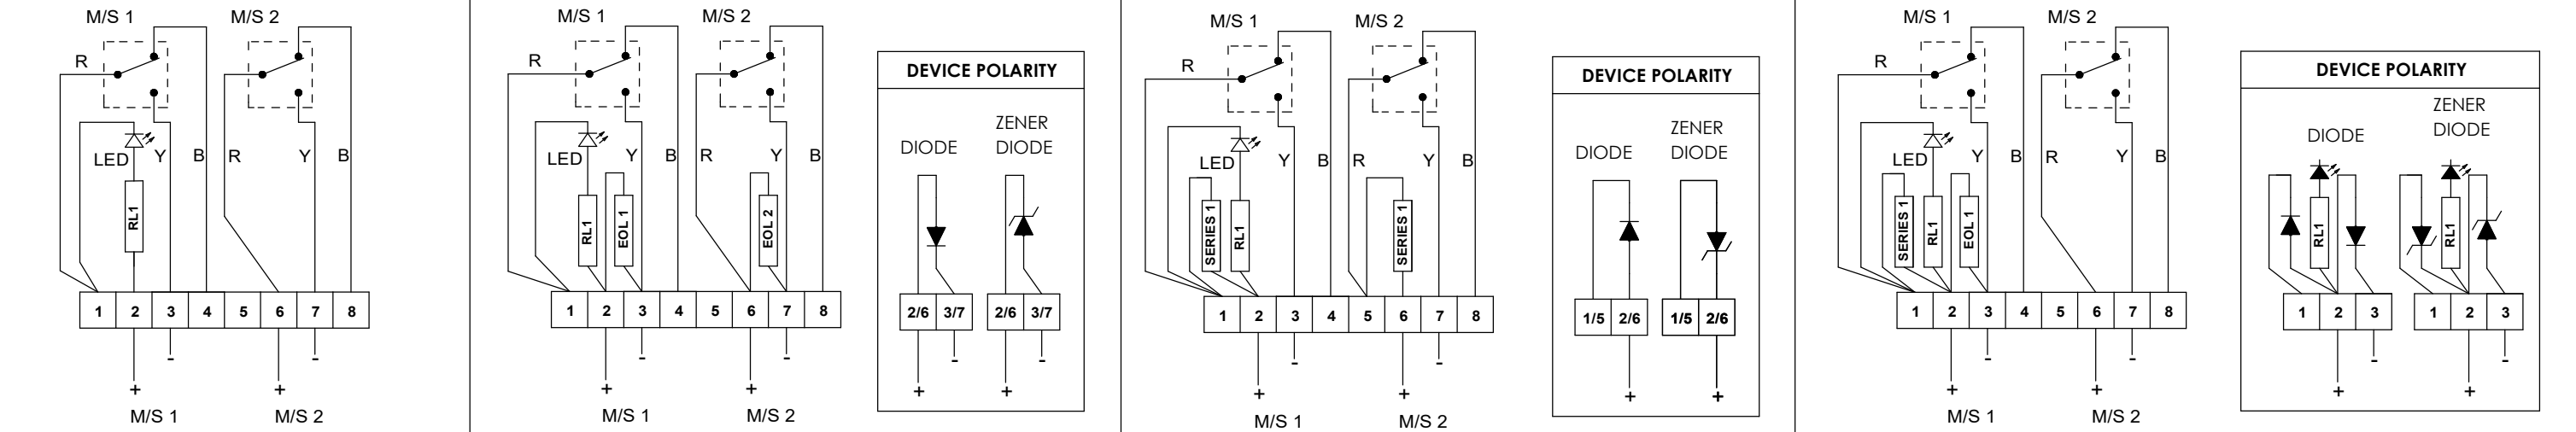 M/S 1 M/S 2
R
LED Y B R Y B
RL1
1 2 3 4 5 6 7 8
- -
+ +
M/S 1 M/S 2
M/S 1 M/S 2
R
LED Y B R Y B
RL1 EOL 1 EOL 2
1 2 3 4 5 6 7 8
- -
+ +
M/S 1 M/S 2
DEVICE POLARITY
DIODE
ZENER
DIODE
2/6 3/7 2/6 3/7
- -
+ +
M/S 1 M/S 2
R
LED Y B R Y B
SERIES 1 RL1 SERIES 1
1 2 3 4 5 6 7 8
- -
+ +
M/S 1 M/S 2
DEVICE POLARITY
DIODE
ZENER
DIODE
1/5 2/6 1/5 2/6
+ +
M/S 1 M/S 2
R
LED Y B R Y B
SERIES 1 RL1 EOL 1
1 2 3 4 5 6 7 8
- -
+ +
M/S 1 M/S 2
DEVICE POLARITY
DIODE
ZENER
DIODE
RL1 RL1
1 2 3 1 2 3
- -
+ +